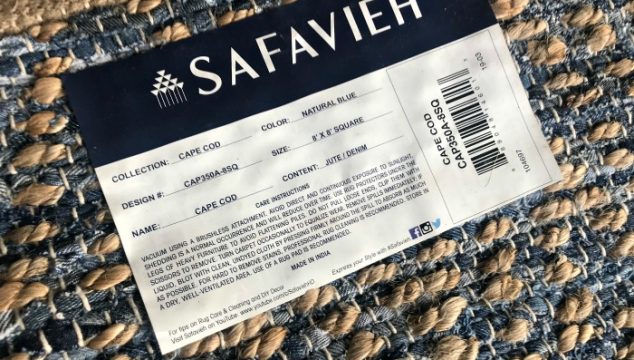 SAFAVIEH
COLLECTION: CAPE COD COLOR: NATURAL BLUE
DESIGN #: CAP350A-8SQ SIZE: 8' X 8' SQUARE
NAME: CAPE COD CONTENT: JUTE / DENIM
CARE INSTRUCTIONS
VACUUM USING A BRUSHLESS ATTACHMENT. AVOID DIRECT AND CONTINUOUS EXPOSURE TO SUNLIGHT.
SHEDDING IS A NORMAL OCCURRENCE AND WILL REDUCE OVER TIME. USE RUG PROTECTORS UNDER THE
LEGS OF HEAVY FURNITURE TO AVOID FLATTENING PILES. DO NOT PULL LOOSE ENDS, CLIP THEM WITH
SCISSORS TO REMOVE. TURN CARPET OCCASIONALLY TO EQUALIZE WEAR. REMOVE SPILLS IMMEDIATELY. IF
LIQUID, BLOT WITH CLEAN, UNDYED CLOTH BY PRESSING FIRMLY AROUND THE SPILL TO ABSORB AS MUCH
AS POSSIBLE. FOR HARD TO REMOVE STAINS, PROFESSIONAL RUG CLEANING IS RECOMMENDED. STORE IN
A DRY, WELL-VENTILATED AREA. USE OF A RUG PAD IS RECOMMENDED.
MADE IN INDIA
For tips on Rug Care & Cleaning and DIY Decor
Visit Safavieh on YouTube: www.youtube.com/c/SafaviehHD
Express your Style with #Safavieh
CAPE COD
CAP350A-8SQ
19-03
104697